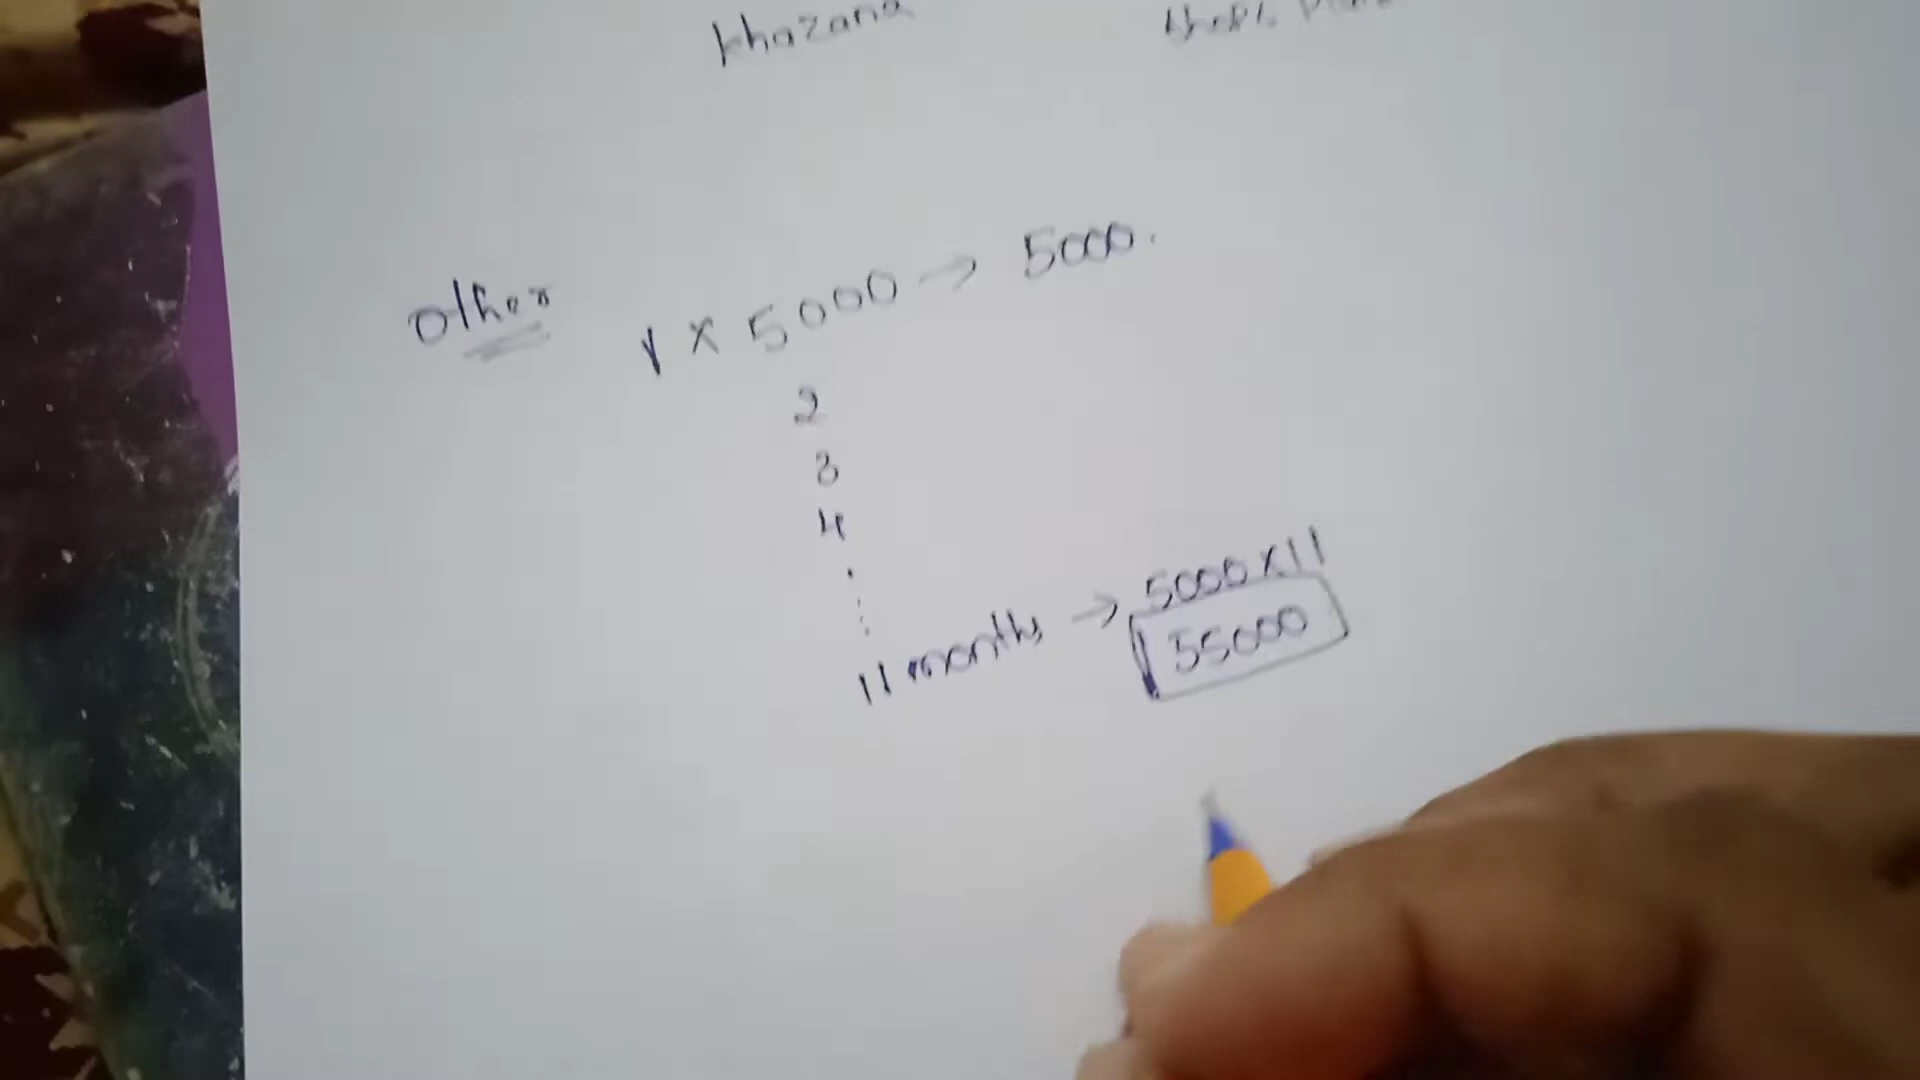 khazana
other 1 x 5000 → 5000.
2
3
4
5000 x 11
11 months → 55000